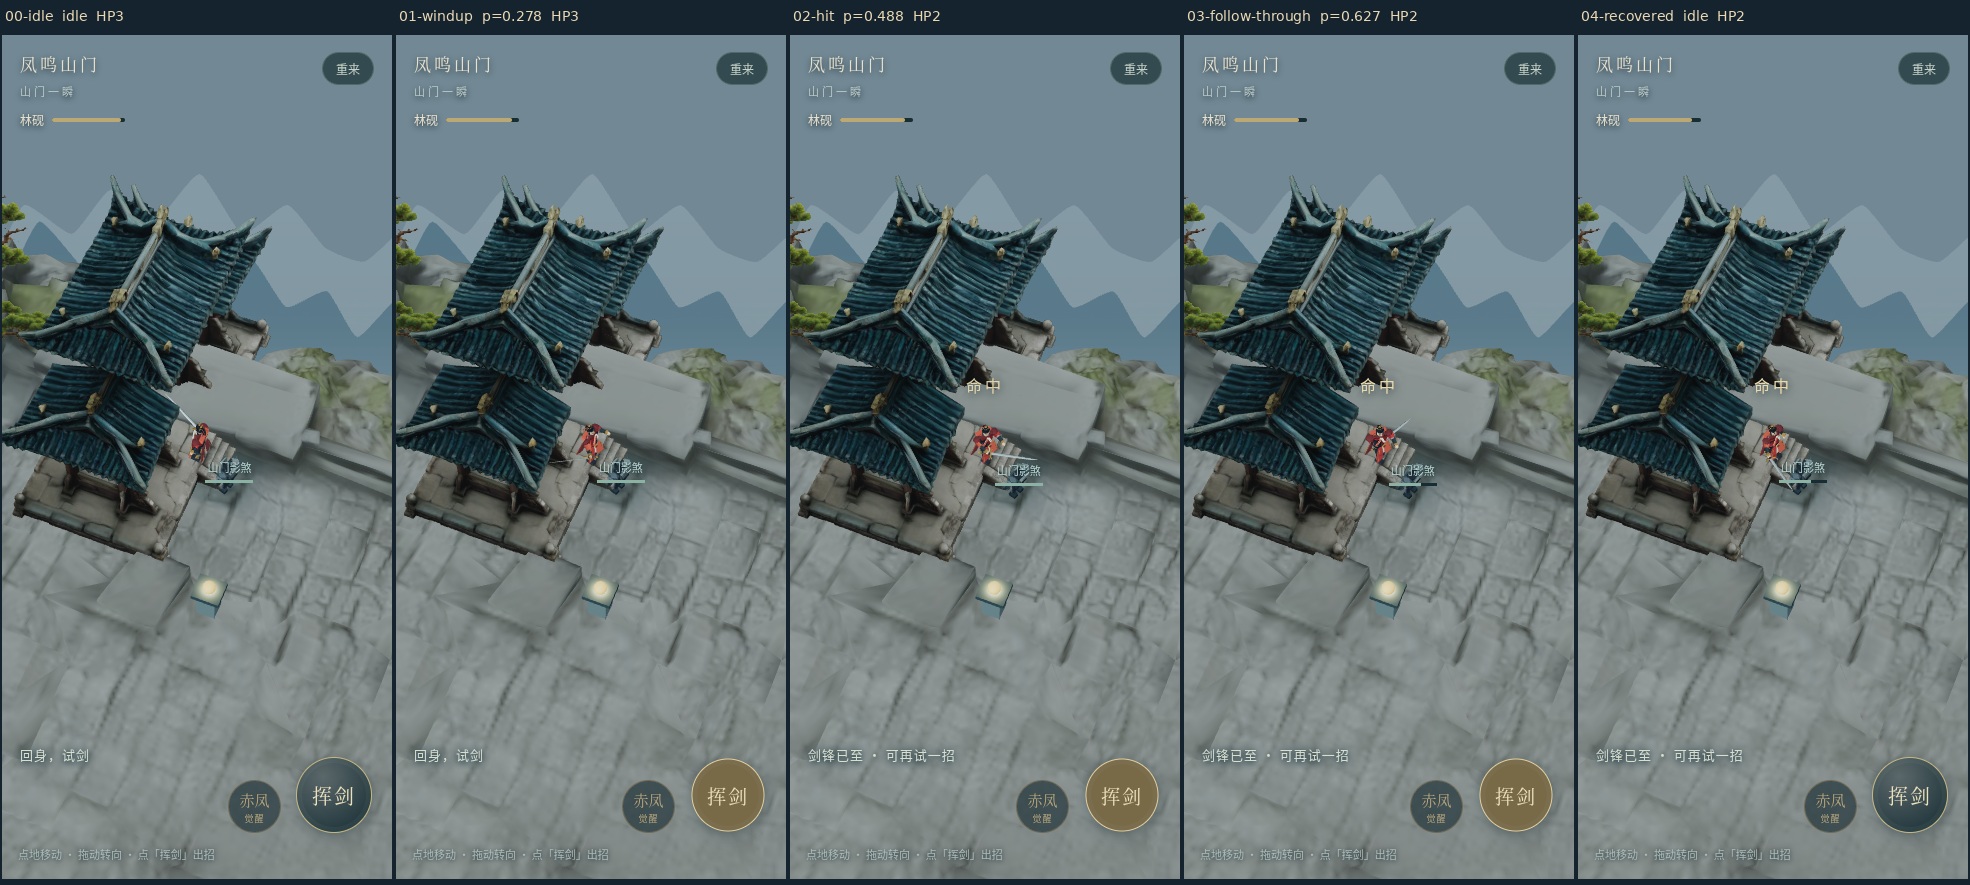 00-idle idle HP3
凤鸣山门
重来
山门一瞬
林砚
山门影煞
回身，试剑
赤凤
觉醒
挥剑
点地移动 · 拖动转向 · 点「挥剑」出招
01-windup p=0.278 HP3
凤鸣山门
重来
山门一瞬
林砚
山门影煞
回身，试剑
赤凤
觉醒
挥剑
点地移动 · 拖动转向 · 点「挥剑」出招
02-hit p=0.488 HP2
凤鸣山门
重来
山门一瞬
林砚
命中
山门影煞
剑锋已至 · 可再试一招
赤凤
觉醒
挥剑
点地移动 · 拖动转向 · 点「挥剑」出招
03-follow-through p=0.627 HP2
凤鸣山门
重来
山门一瞬
林砚
命中
山门影煞
剑锋已至 · 可再试一招
赤凤
觉醒
挥剑
点地移动 · 拖动转向 · 点「挥剑」出招
04-recovered idle HP2
凤鸣山门
重来
山门一瞬
林砚
命中
山门影煞
剑锋已至 · 可再试一招
赤凤
觉醒
挥剑
点地移动 · 拖动转向 · 点「挥剑」出招